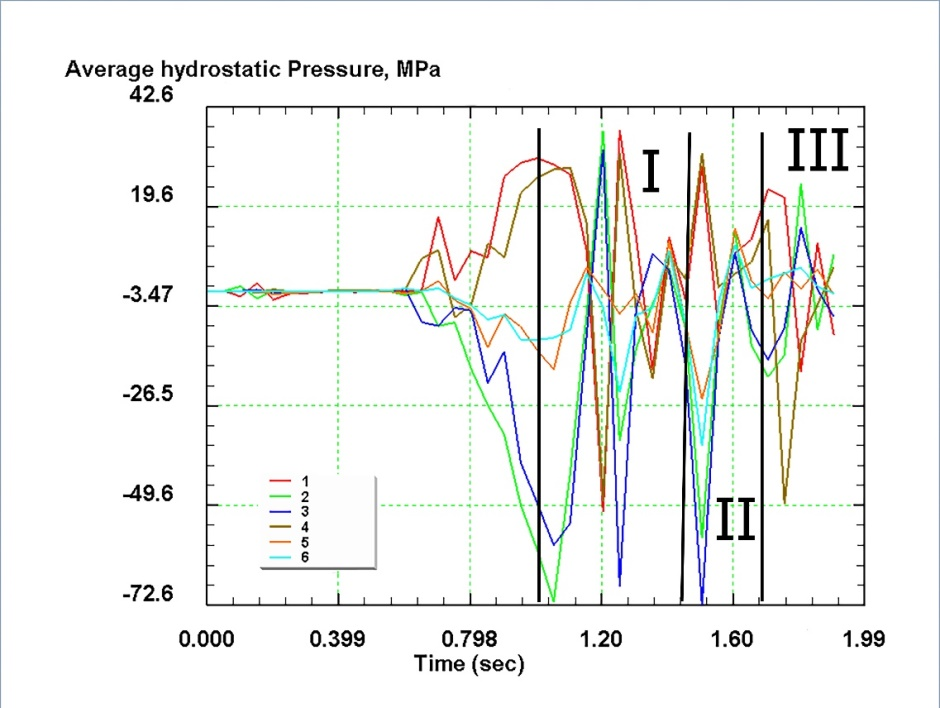 Average hydrostatic Pressure, MPa
42.6
19.6
-3.47
-26.5
-49.6
-72.6
I
II
III
1
2
3
4
5
6
0.000 0.399 0.798 1.20 1.60 1.99
Time (sec)